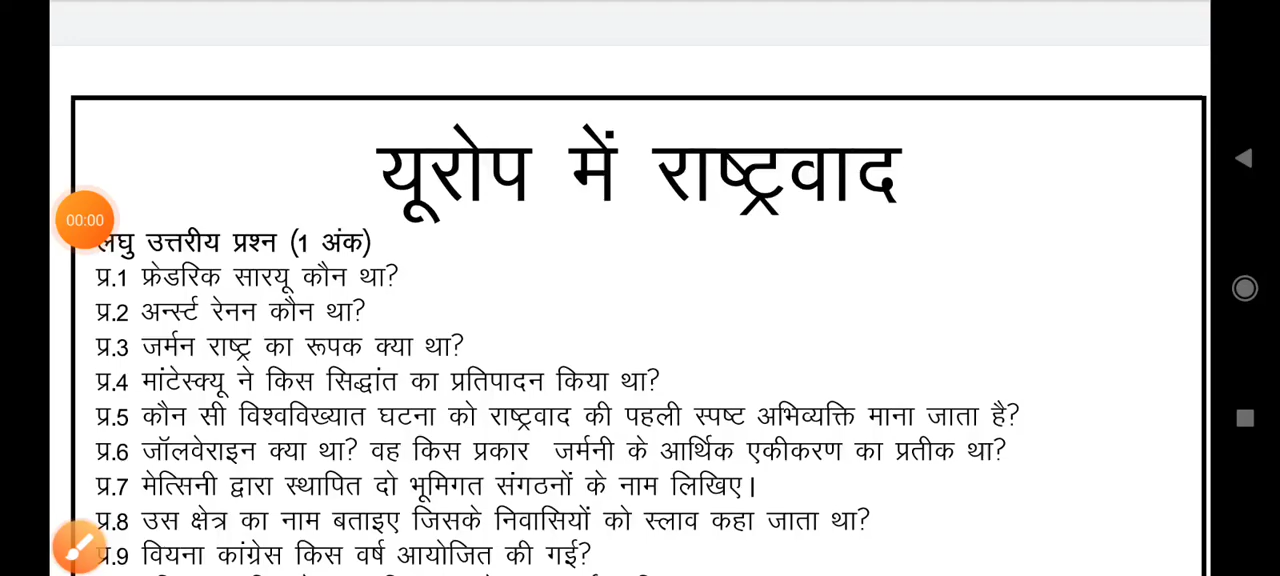 यूरोप में राष्ट्रवाद
00:00
लघु उत्तरीय प्रश्न (1 अंक)
प्र.1 फ्रेडरिक सारयू कौन था?
प्र.2 अर्न्स्ट रेनन कौन था?
प्र.3 जर्मन राष्ट्र का रूपक क्या था?
प्र.4 मांटेस्क्यू ने किस सिद्धांत का प्रतिपादन किया था?
प्र.5 कौन सी विश्वविख्यात घटना को राष्ट्रवाद की पहली स्पष्ट अभिव्यक्ति माना जाता है?
प्र.6 जॉलवेराइन क्या था? वह किस प्रकार जर्मनी के आर्थिक एकीकरण का प्रतीक था?
प्र.7 मेत्सिनी द्वारा स्थापित दो भूमिगत संगठनों के नाम लिखिए।
प्र.8 उस क्षेत्र का नाम बताइए जिसके निवासियों को स्लाव कहा जाता था?
प्र.9 वियना कांग्रेस किस वर्ष आयोजित की गई?